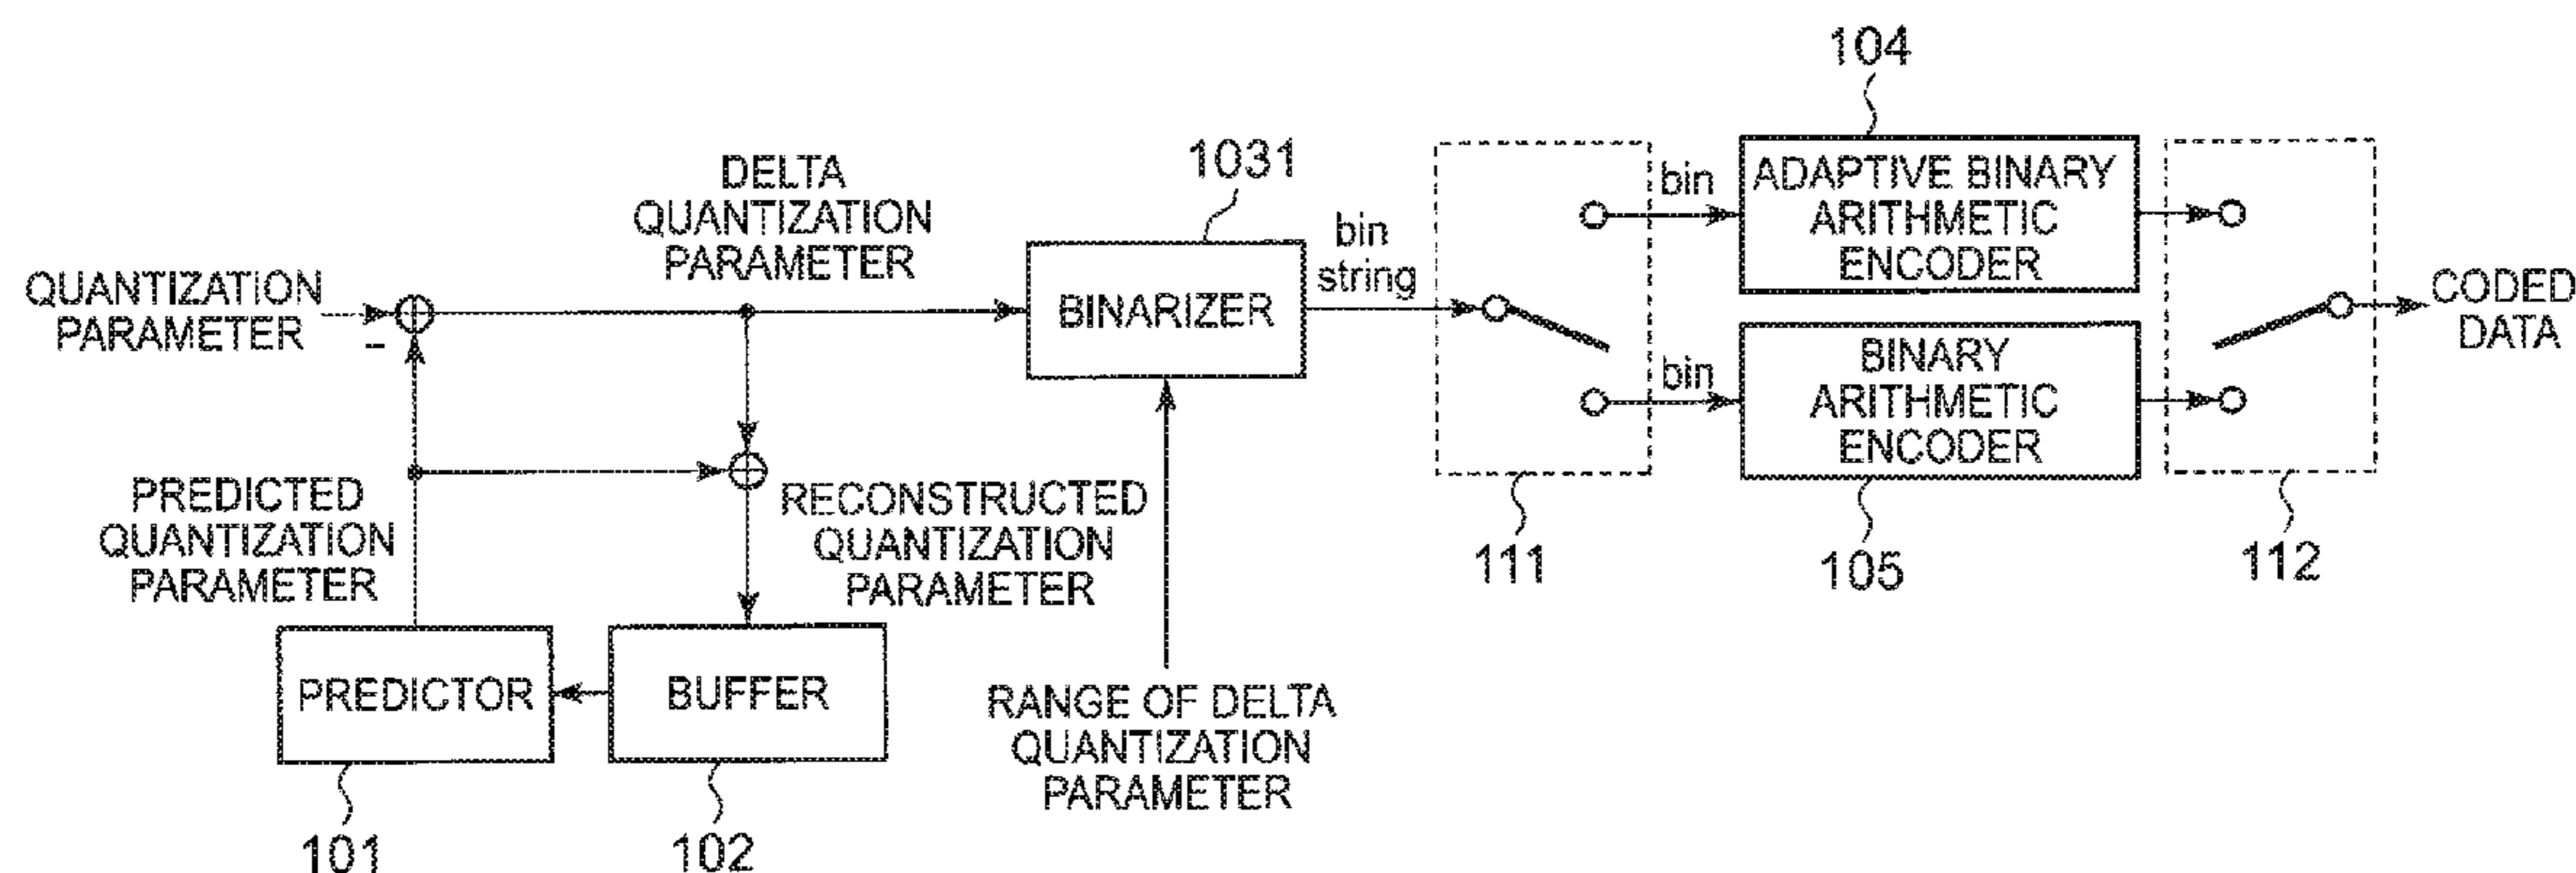 QUANTIZATION
PARAMETER
-
DELTA
QUANTIZATION
PARAMETER
PREDICTED
QUANTIZATION
PARAMETER
RECONSTRUCTED
QUANTIZATION
PARAMETER
PREDICTOR
101
BUFFER
102
1031
BINARIZER
RANGE OF DELTA
QUANTIZATION
PARAMETER
bin
string
111
bin
104
ADAPTIVE BINARY
ARITHMETIC
ENCODER
bin
BINARY
ARITHMETIC
ENCODER
105
112
CODED
DATA